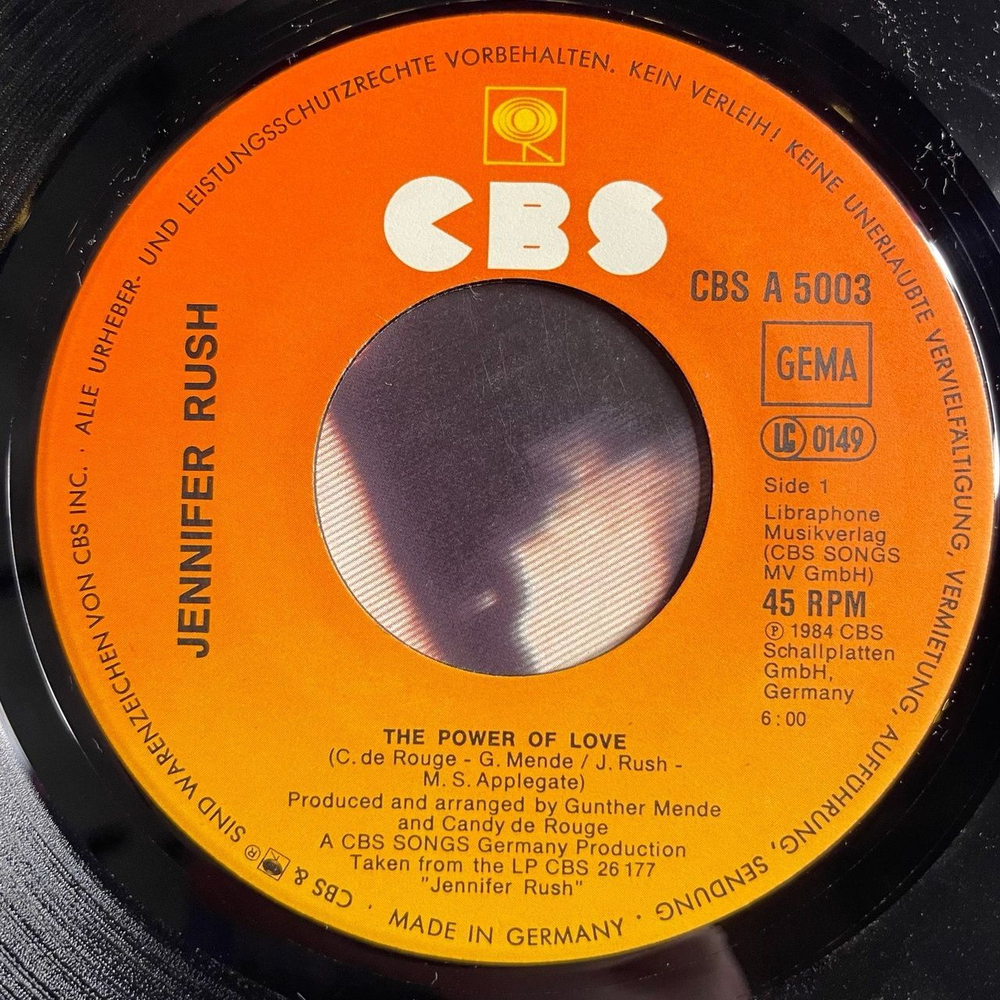 ALLE URHEBER- UND LEISTUNGSSCHUTZRECHTE VORBEHALTEN. KEIN VERLEIH! KEINE UNERLAUBTE VERVIELFÄLTIGUNG, VERMIETUNG, AUFFÜHRUNG, SENDUNG ·
CBS
CBS A 5003
GEMA
LC 0149
JENNIFER RUSH
Side 1
Libraphone
Musikverlag
(CBS SONGS
MV GmbH)
45 RPM
Ⓟ 1984 CBS
Schallplatten
GmbH,
Germany
6:00
THE POWER OF LOVE
(C. de Rouge - G. Mende / J. Rush -
M. S. Applegate)
Produced and arranged by Gunther Mende
and Candy de Rouge
A CBS SONGS Germany Production
Taken from the LP CBS 26 177
"Jennifer Rush"
MADE IN GERMANY ·
CBS & ® SIND WARENZEICHEN VON CBS INC. ·